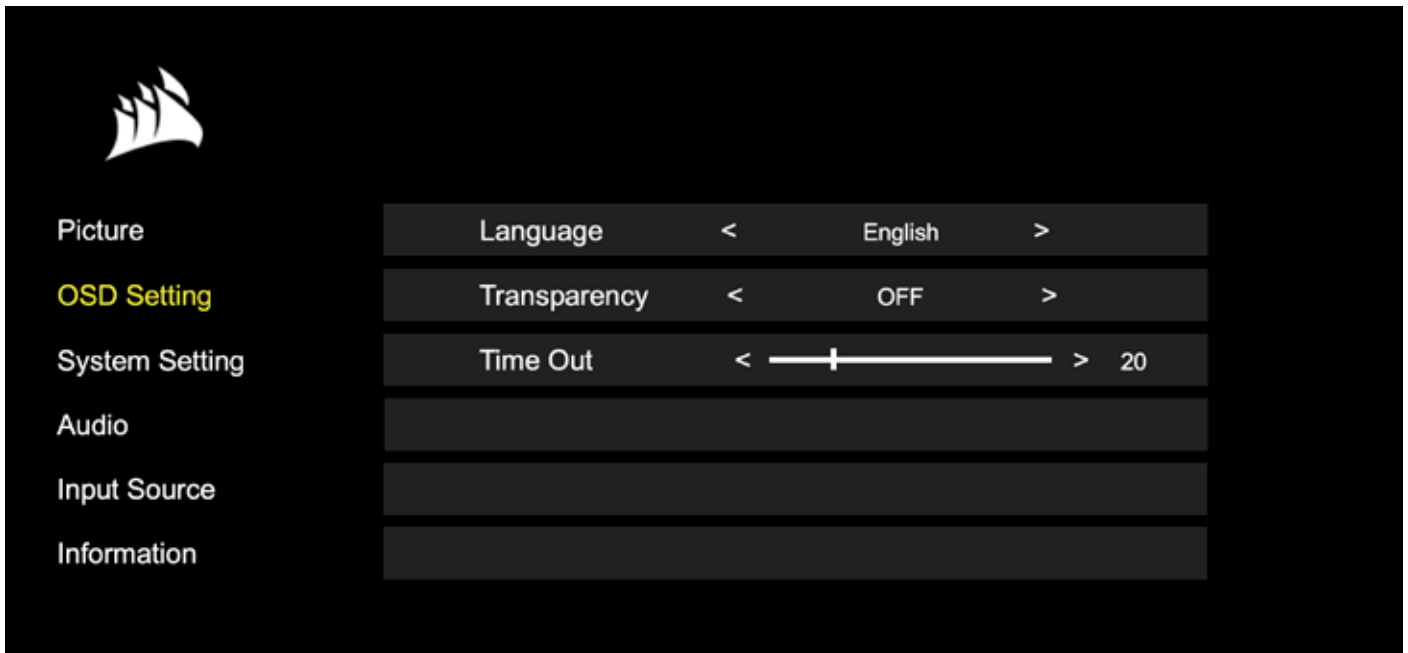 Picture
Language < English >
OSD Setting
Transparency < OFF >
System Setting
Time Out < > 20
Audio
Input Source
Information